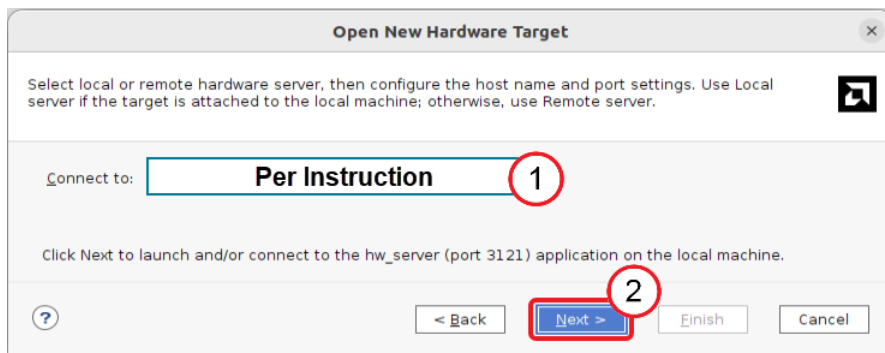 Open New Hardware Target
Select local or remote hardware server, then configure the host name and port settings. Use Local
server if the target is attached to the local machine; otherwise, use Remote server.
Connect to: Per Instruction 1
Click Next to launch and/or connect to the hw_server (port 3121) application on the local machine.
2
? < Back Next > Finish Cancel